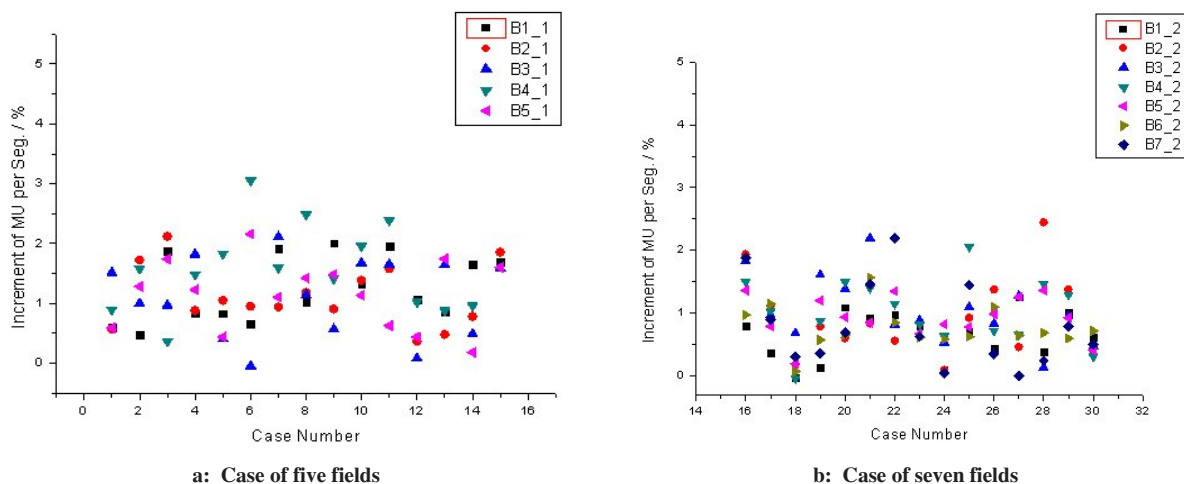 Increment of MU per Seg. / %
5
4
3
2
1
0
0 2 4 6 8 10 12 14 16
Case Number
B1_1
B2_1
B3_1
B4_1
B5_1
a: Case of five fields
Increment of MU per Seg. / %
5
4
3
2
1
0
14 16 18 20 22 24 26 28 30 32
Case Number
B1_2
B2_2
B3_2
B4_2
B5_2
B6_2
B7_2
b: Case of seven fields